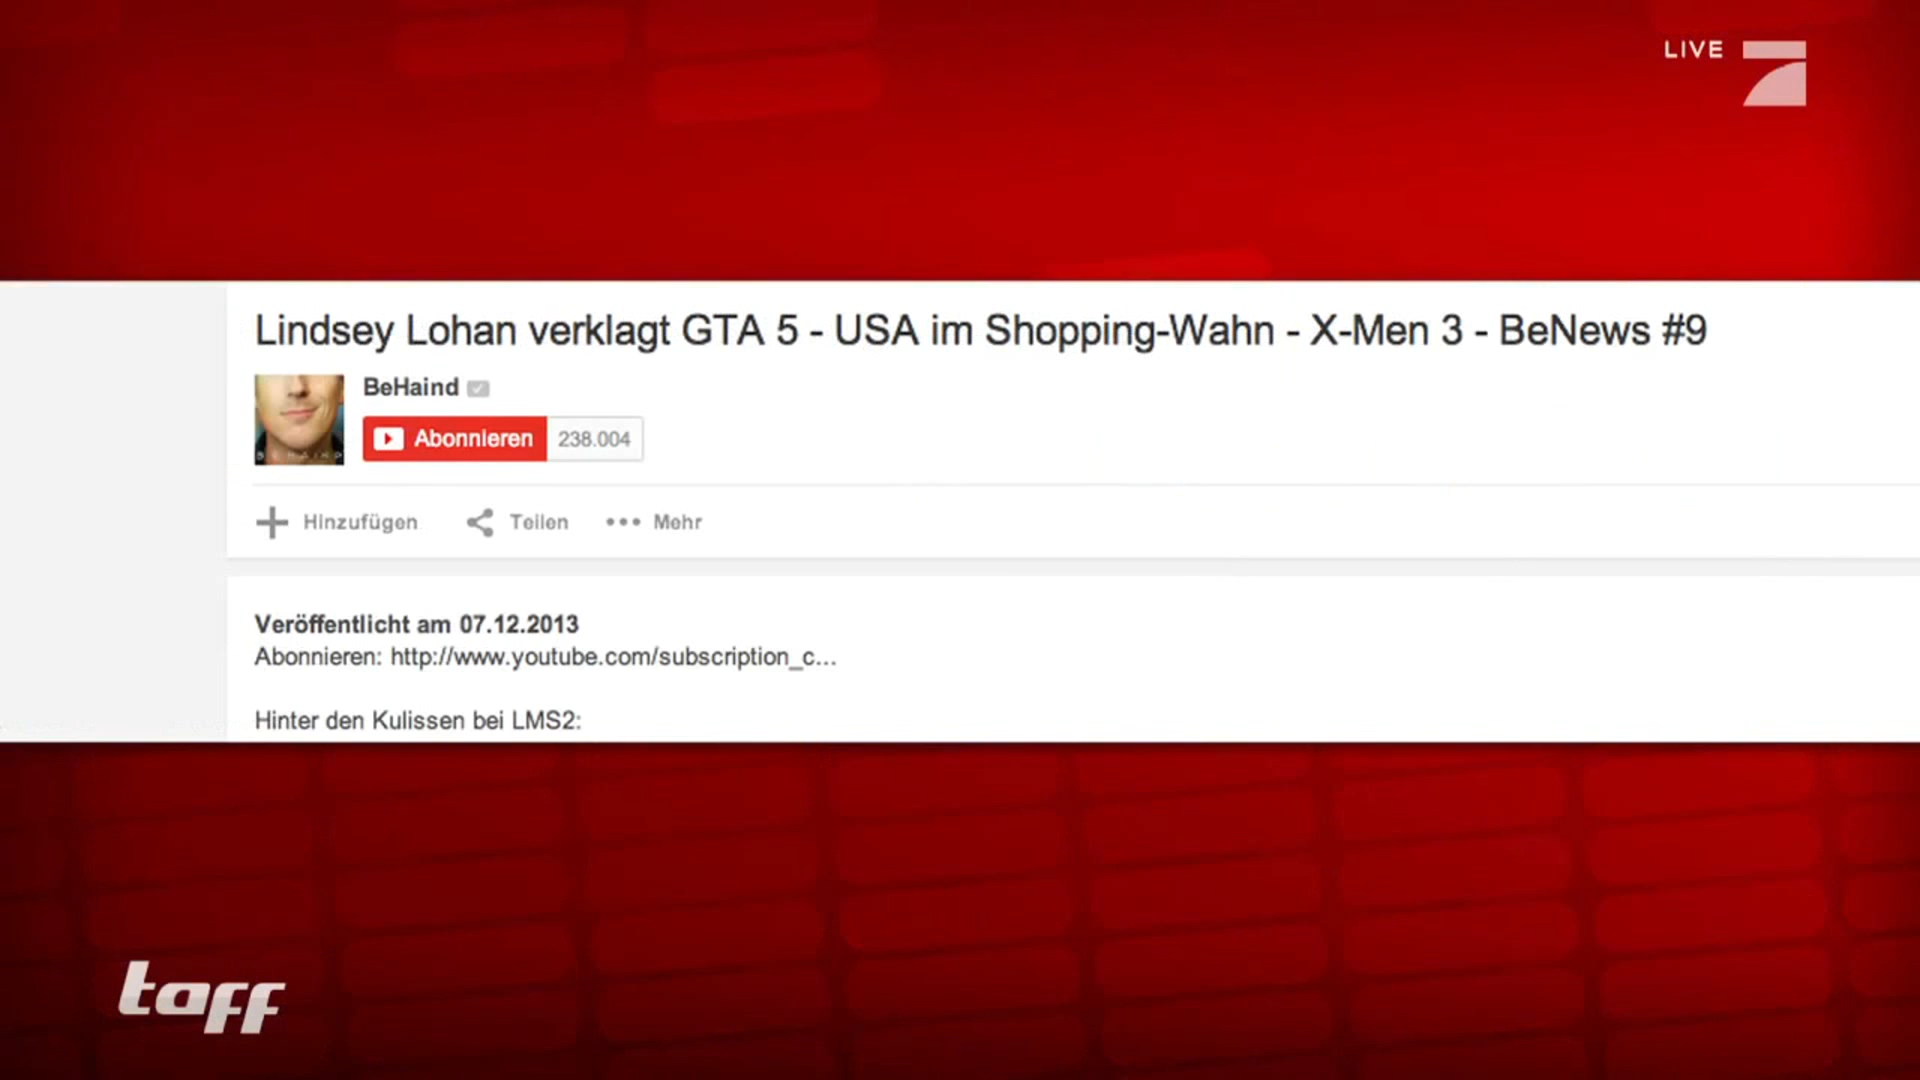 LIVE
Lindsey Lohan verklagt GTA 5 - USA im Shopping-Wahn - X-Men 3 - BeNews #9
BeHaind
Abonnieren 238.004
BEHAIND
Hinzufügen Teilen Mehr
Veröffentlicht am 07.12.2013
Abonnieren: http://www.youtube.com/subscription_c...
Hinter den Kulissen bei LMS2:
taff